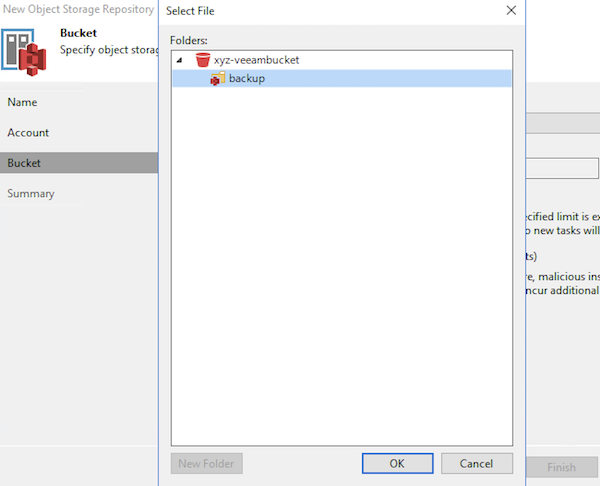 New Object Storage Repository
Bucket
Specify object storag
Name
Account
Bucket
Summary
Select File
Folders:
xyz-veeambucket
backup
New Folder
OK
Cancel
ecified limit is ex
o new tasks will
ts)
re, malicious ins
ncur additional
Finish